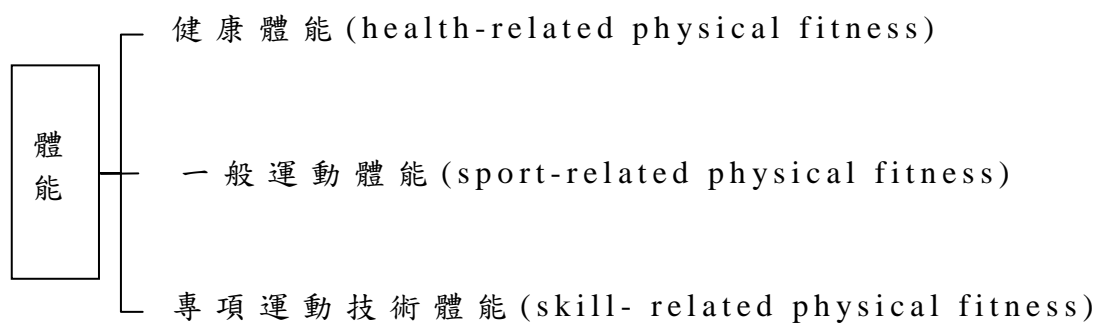 健康體能(health-related physical fitness)
體能
一般運動體能(sport-related physical fitness)
專項運動技術體能(skill- related physical fitness)